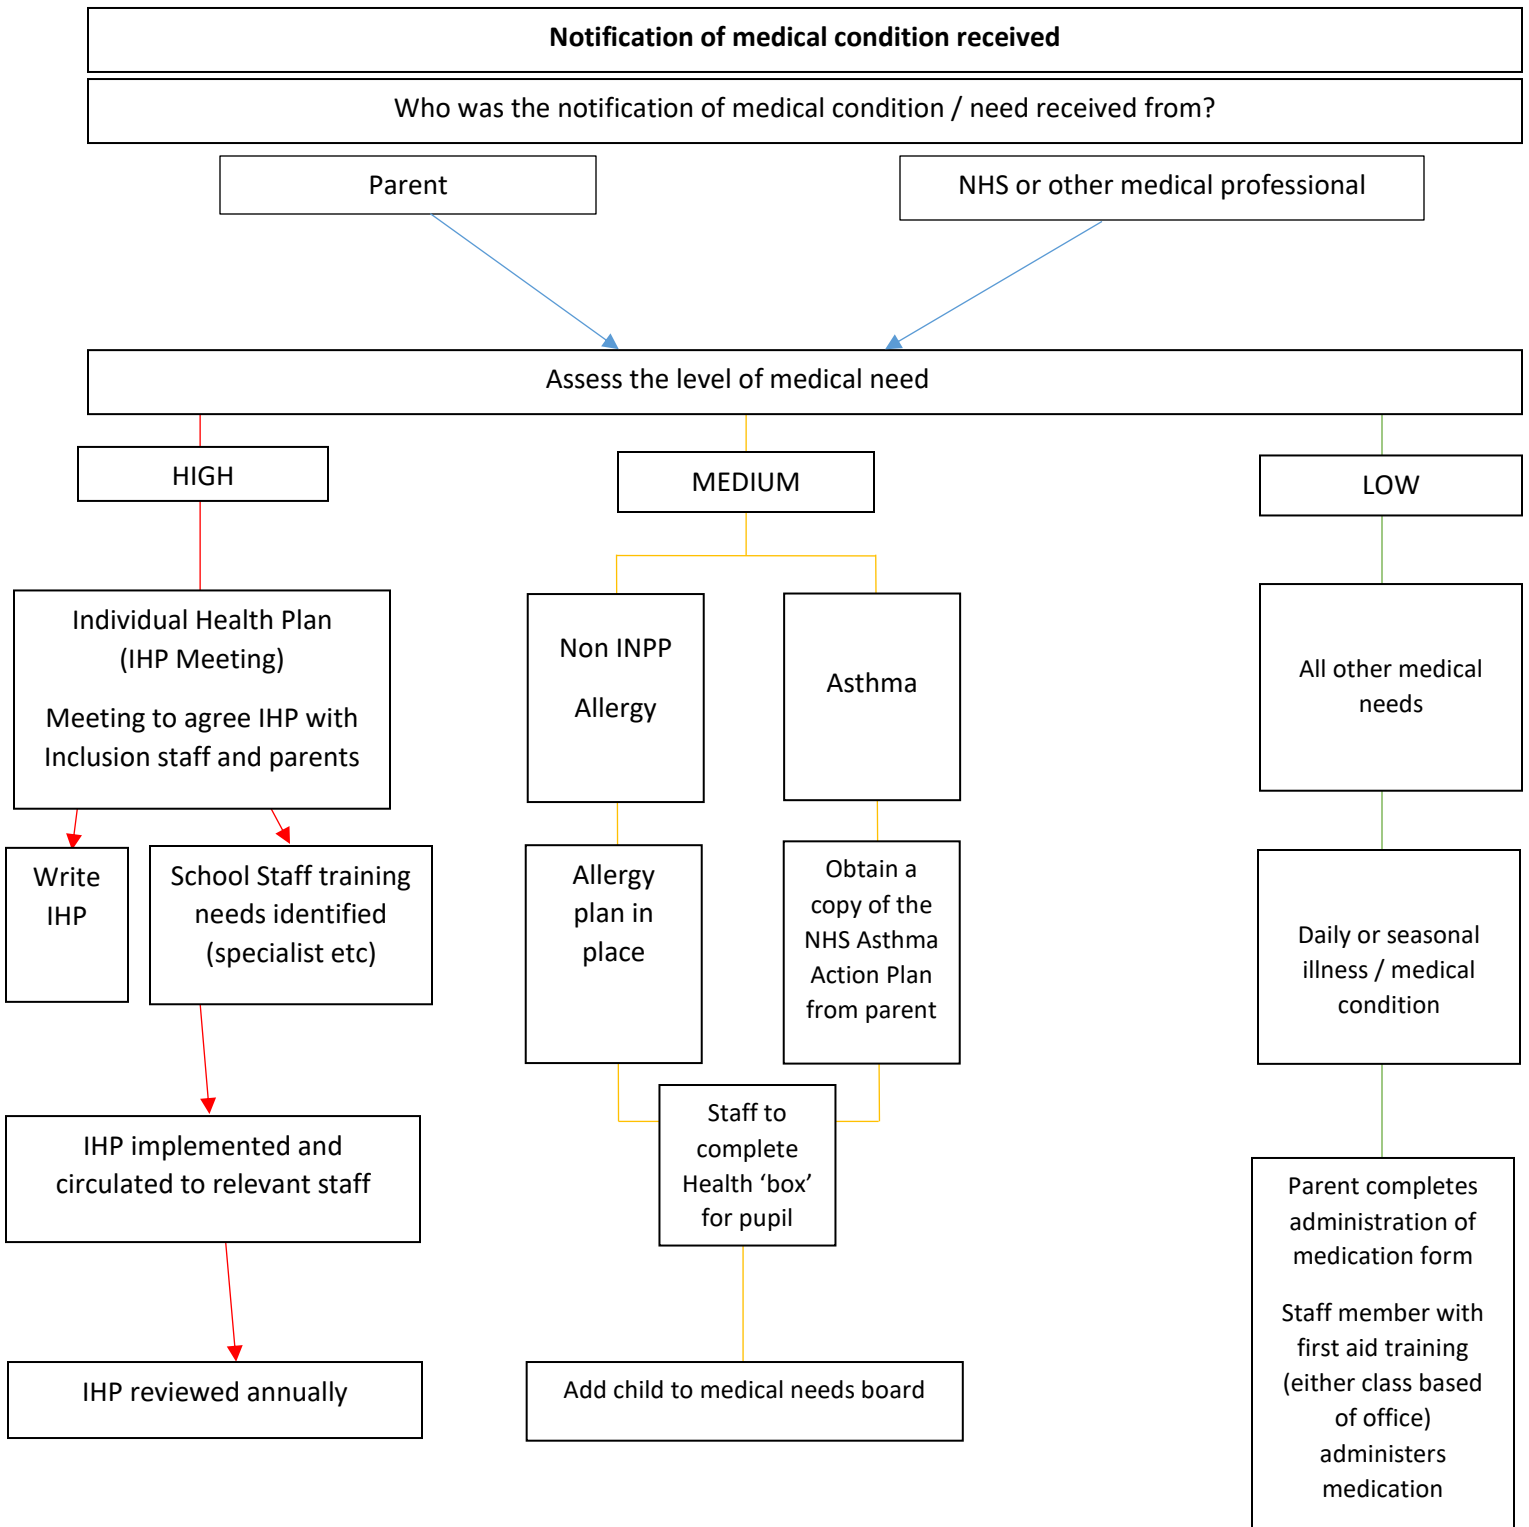 Notification of medical condition received
Who was the notification of medical condition / need received from?
Parent
NHS or other medical professional
Assess the level of medical need
HIGH
MEDIUM
LOW
Individual Health Plan
(IHP Meeting)
Meeting to agree IHP with
Inclusion staff and parents
Non INPP
Allergy
Asthma
All other medical
needs
Write
IHP
School Staff training
needs identified
(specialist etc)
Allergy
plan in
place
Obtain a
copy of the
NHS Asthma
Action Plan
from parent
Daily or seasonal
illness / medical
condition
IHP implemented and
circulated to relevant staff
Staff to
complete
Health ‘box’
for pupil
Parent completes
administration of
medication form
Staff member with
first aid training
(either class based
of office)
administers
medication
IHP reviewed annually
Add child to medical needs board